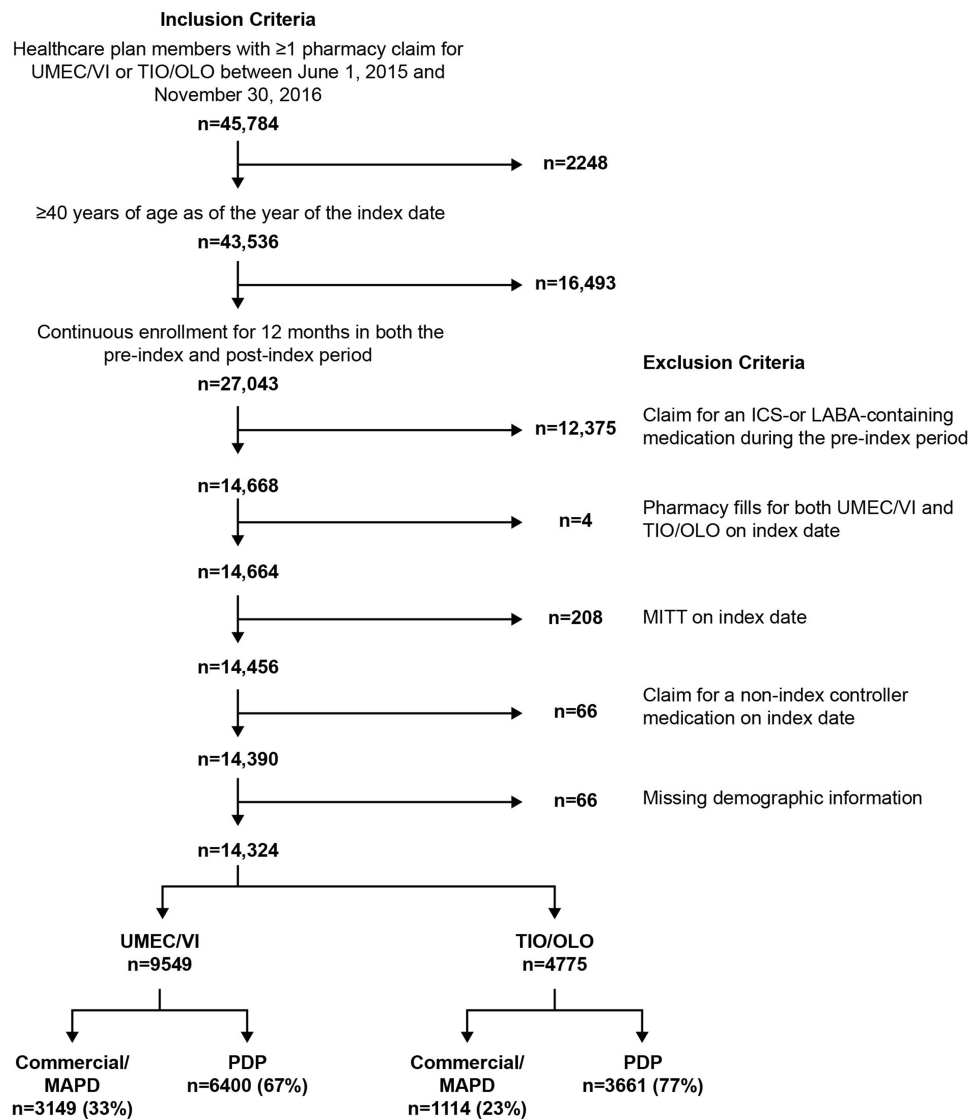 Inclusion Criteria
Healthcare plan members with ≥1 pharmacy claim for
UMEC/VI or TIO/OLO between June 1, 2015 and
November 30, 2016
n=45,784
n=2248
≥40 years of age as of the year of the index date
n=43,536
n=16,493
Continuous enrollment for 12 months in both the
pre-index and post-index period
n=27,043
Exclusion Criteria
n=12,375
Claim for an ICS-or LABA-containing
medication during the pre-index period
n=14,668
n=4
Pharmacy fills for both UMEC/VI and
TIO/OLO on index date
n=14,664
n=208
MITT on index date
n=14,456
n=66
Claim for a non-index controller
medication on index date
n=14,390
n=66
Missing demographic information
n=14,324
UMEC/VI
n=9549
TIO/OLO
n=4775
Commercial/
MAPD
n=3149 (33%)
PDP
n=6400 (67%)
Commercial/
MAPD
n=1114 (23%)
PDP
n=3661 (77%)